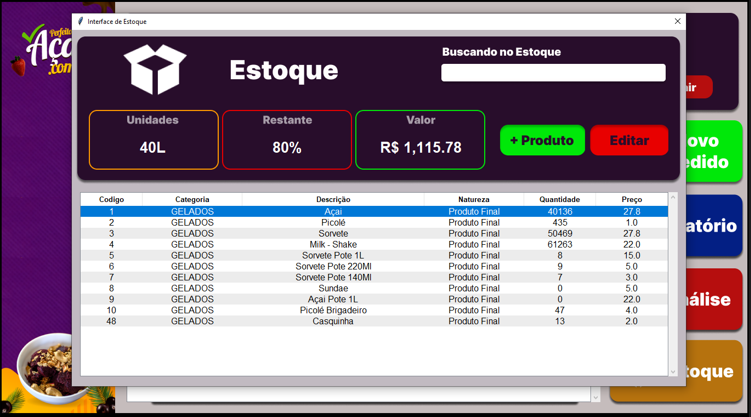 Interface de Estoque
Perfeito
Açaí
.com
Estoque
Buscando no Estoque
Unidades
40L
Restante
80%
Valor
R$ 1,115.78
+ Produto
Editar
Codigo Categoria Descrição Natureza Quantidade Preço
1 GELADOS Açai Produto Final 40136 27.8
2 GELADOS Picolé Produto Final 435 1.0
3 GELADOS Sorvete Produto Final 50469 27.8
4 GELADOS Milk - Shake Produto Final 61263 22.0
5 GELADOS Sorvete Pote 1L Produto Final 8 15.0
6 GELADOS Sorvete Pote 220Ml Produto Final 9 5.0
7 GELADOS Sorvete Pote 140Ml Produto Final 7 3.0
8 GELADOS Sundae Produto Final 0 5.0
9 GELADOS Açai Pote 1L Produto Final 0 22.0
10 GELADOS Picolé Brigadeiro Produto Final 47 4.0
48 GELADOS Casquinha Produto Final 13 2.0
ir
ovo
edido
atório
álise
toque